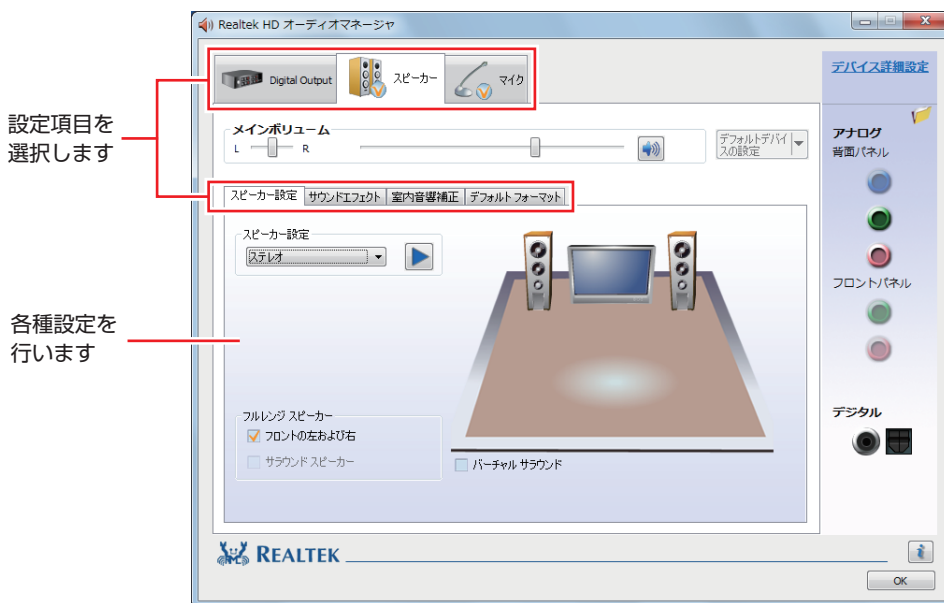 Realtek HD オーディオマネージャ
Digital Output
スピーカー
マイク
デバイス詳細設定
設定項目を
選択します
メインボリューム
L
R
デフォルトデバイ
スの設定
アナログ
背面パネル
スピーカー設定
サウンドエフェクト
室内音響補正
デフォルトフォーマット
スピーカー設定
ステレオ
フロントパネル
各種設定を
行います
フルレンジ スピーカー
フロントの左および右
サラウンド スピーカー
バーチャル サラウンド
デジタル
REALTEK
i
OK